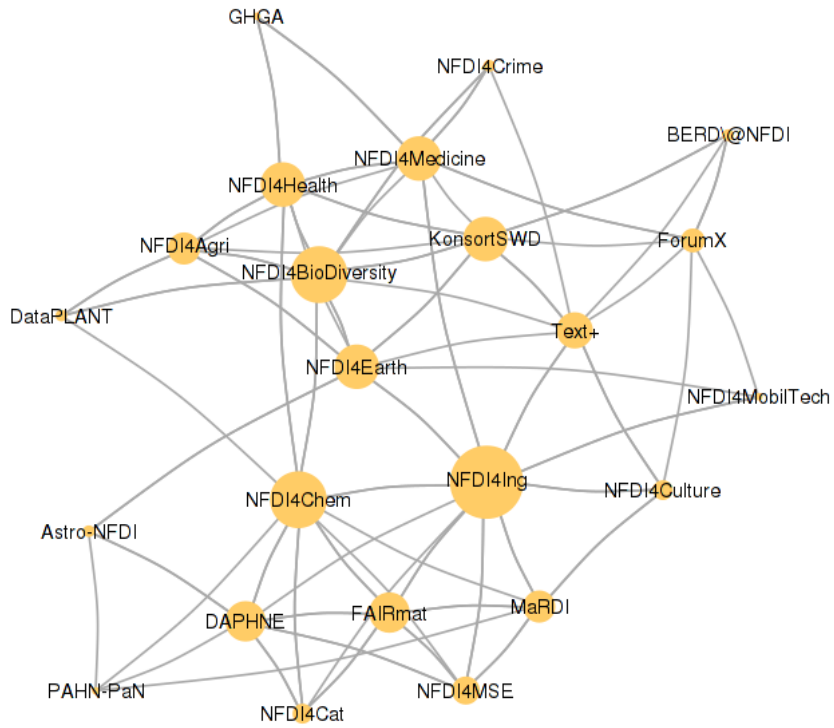 GHGA
NFDI4Crime
BERD\@NFDI
NFDI4Medicine
NFDI4Health
KonsortSWD
ForumX
NFDI4Agri
NFDI4BioDiversity
DataPLANT
Text+
NFDI4Earth
NFDI4MobilTech
NFDI4Ing
NFDI4Culture
NFDI4Chem
Astro-NFDI
MaRDI
FAIRmat
DAPHNE
PAHN-PaN
NFDI4MSE
NFDI4Cat